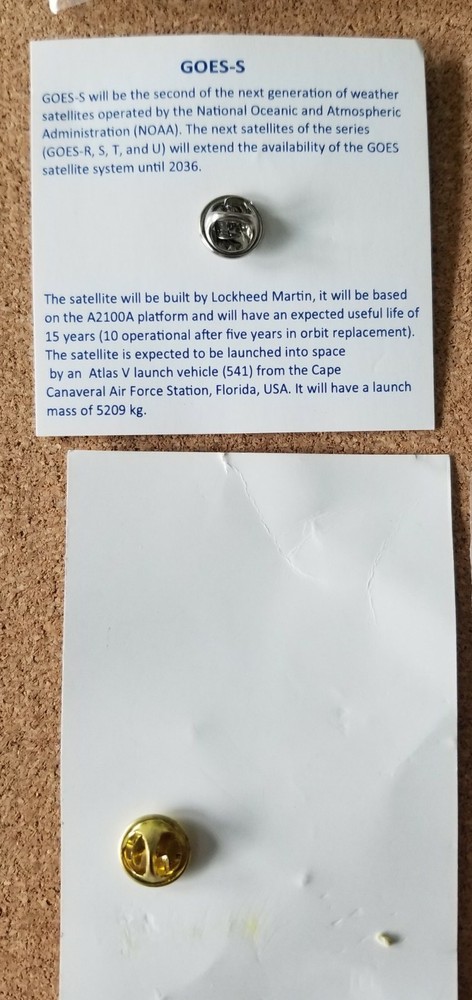 GOES-S
GOES-S will be the second of the next generation of weather
satellites operated by the National Oceanic and Atmospheric
Administration (NOAA). The next satellites of the series
(GOES-R, S, T, and U) will extend the availability of the GOES
satellite system until 2036.
The satellite will be built by Lockheed Martin, it will be based
on the A2100A platform and will have an expected useful life of
15 years (10 operational after five years in orbit replacement).
The satellite is expected to be launched into space
by an Atlas V launch vehicle (541) from the Cape
Canaveral Air Force Station, Florida, USA. It will have a launch
mass of 5209 kg.